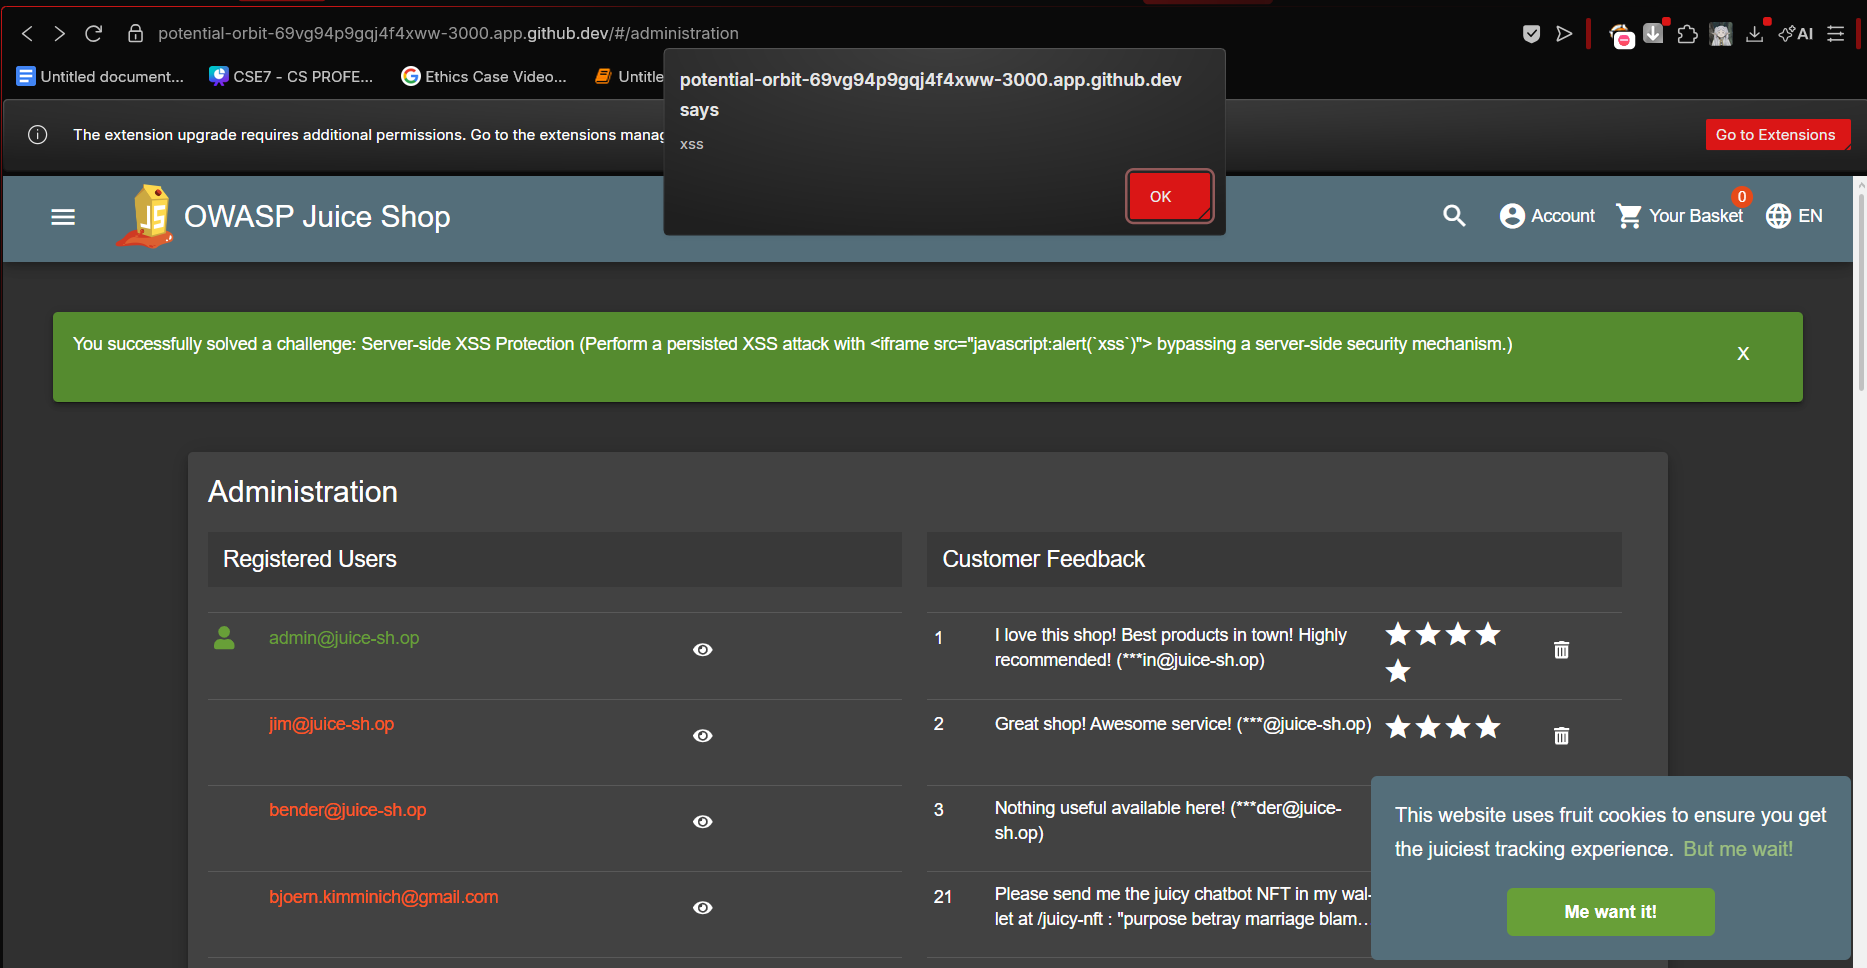 potential-orbit-69vg94p9gqj4f4xww-3000.app.github.dev/#/administration
AI
Untitled document...
CSE7 - CS PROFE...
Ethics Case Video...
Untitle
potential-orbit-69vg94p9gqj4f4xww-3000.app.github.dev
says
xss
OK
The extension upgrade requires additional permissions. Go to the extensions manag
Go to Extensions
JS
OWASP Juice Shop
Account
0
Your Basket
EN
You successfully solved a challenge: Server-side XSS Protection (Perform a persisted XSS attack with <iframe src="javascript:alert(`xss`)"> bypassing a server-side security mechanism.)
X
Administration
Registered Users
admin@juice-sh.op
jim@juice-sh.op
bender@juice-sh.op
bjoern.kimminich@gmail.com
Customer Feedback
1
I love this shop! Best products in town! Highly
recommended! (***in@juice-sh.op)
2
Great shop! Awesome service! (***@juice-sh.op)
3
Nothing useful available here! (***der@juice-
sh.op)
21
Please send me the juicy chatbot NFT in my wal-
let at /juicy-nft : "purpose betray marriage blam..
This website uses fruit cookies to ensure you get
the juiciest tracking experience. But me wait!
Me want it!